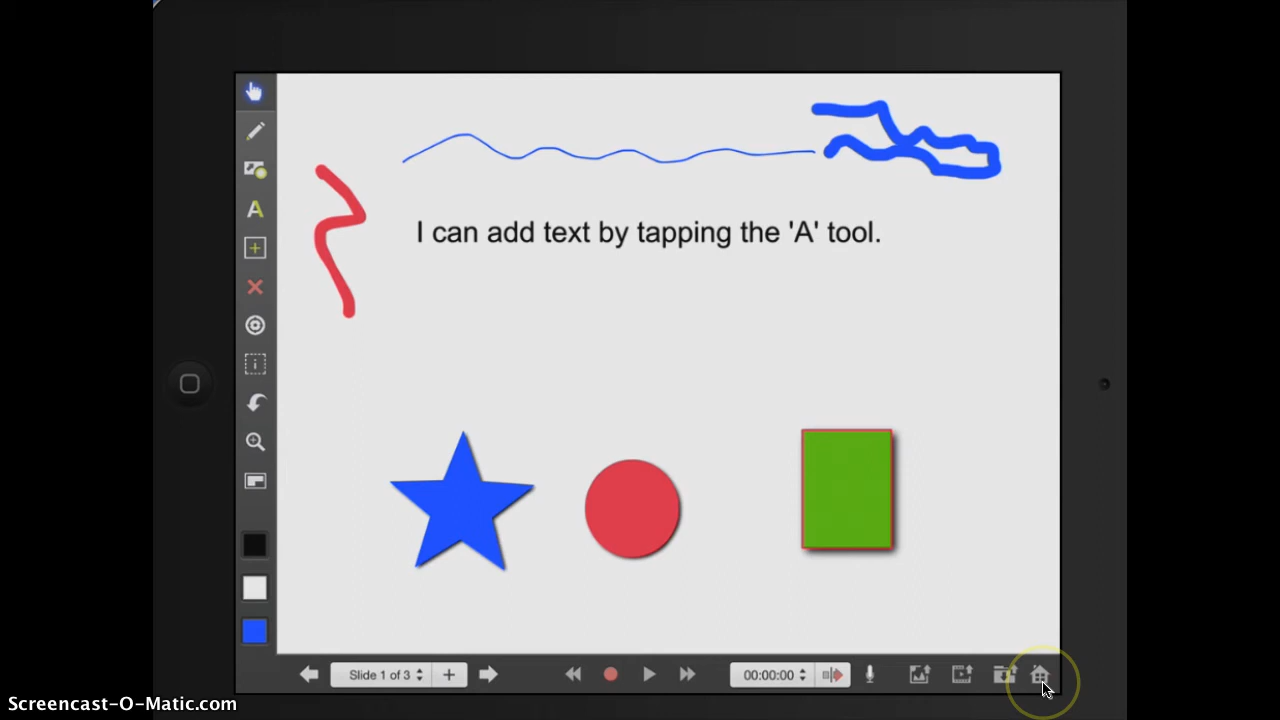 A
I can add text by tapping the 'A' tool.
Slide 1 of 3
00:00:00
Screencast-O-Matic.com